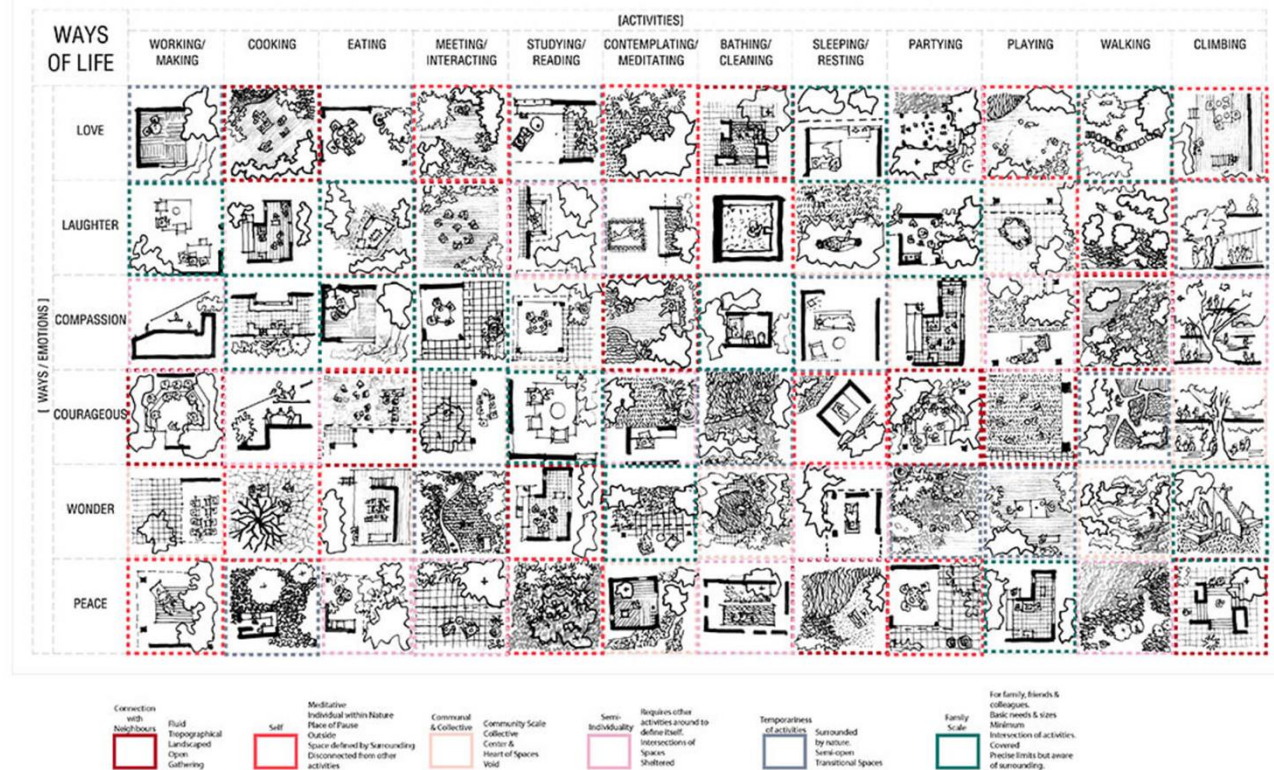 WAYS
OF LIFE
[ACTIVITIES]
WORKING/
MAKING
COOKING
EATING
MEETING/
INTERACTING
STUDYING/
READING
CONTEMPLATING/
MEDITATING
BATHING/
CLEANING
SLEEPING/
RESTING
PARTYING
PLAYING
WALKING
CLIMBING
[ WAYS / EMOTIONS ]
LOVE
LAUGHTER
COMPASSION
COURAGEOUS
WONDER
PEACE
Connection
with
Neighbours
Fluid
Tropographical
Landscaped
Open
Gathering
Self
Meditative
Individual within Nature
Place of Pause
Outside
Space defined by Surrounding
Disconnected from other
activities
Communal
& Collective
Community Scale
Collective
Center &
Heart of Spaces
Void
Semi-
Individuality
Requires other
activities around to
define itself.
Intersections of
Spaces
Sheltered
Temporariness
of activities
Surrounded
by nature.
Semi-open
Transitional Spaces
Family
Scale
For family, friends &
colleagues.
Basic needs & sizes
Minimum
Intersection of activities.
Covered
Precise limits but aware
of surrounding.